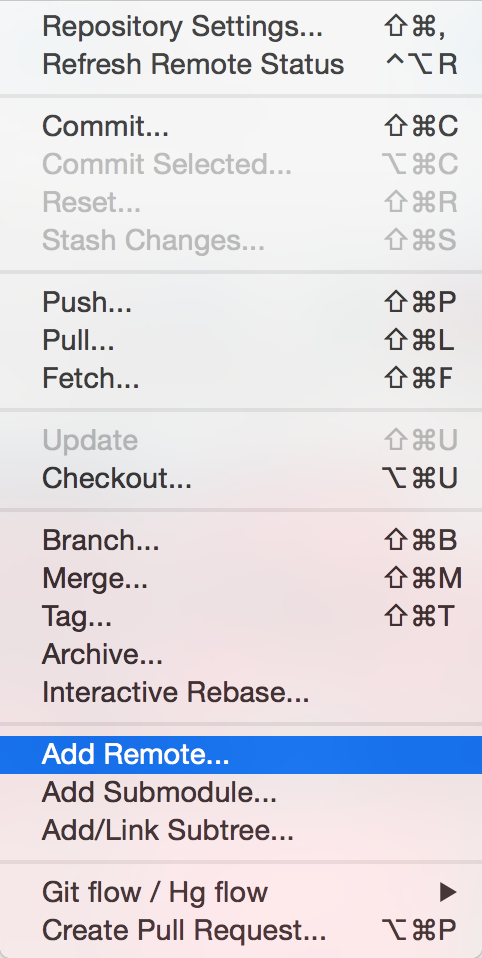 Repository Settings... ⇧⌘,
Refresh Remote Status ^⌥R
Commit... ⇧⌘C
Commit Selected... ⌥⌘C
Reset... ⇧⌘R
Stash Changes... ⇧⌘S
Push... ⇧⌘P
Pull... ⇧⌘L
Fetch... ⇧⌘F
Update ⇧⌘U
Checkout... ⌥⌘U
Branch... ⇧⌘B
Merge... ⇧⌘M
Tag... ⇧⌘T
Archive...
Interactive Rebase...
Add Remote...
Add Submodule...
Add/Link Subtree...
Git flow / Hg flow ▶
Create Pull Request... ⌥⌘P